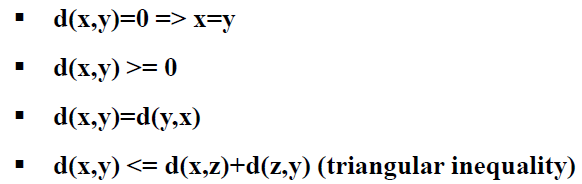 ▪ d(x,y)=0 => x=y
▪ d(x,y) >= 0
▪ d(x,y)=d(y,x)
▪ d(x,y) <= d(x,z)+d(z,y) (triangular inequality)